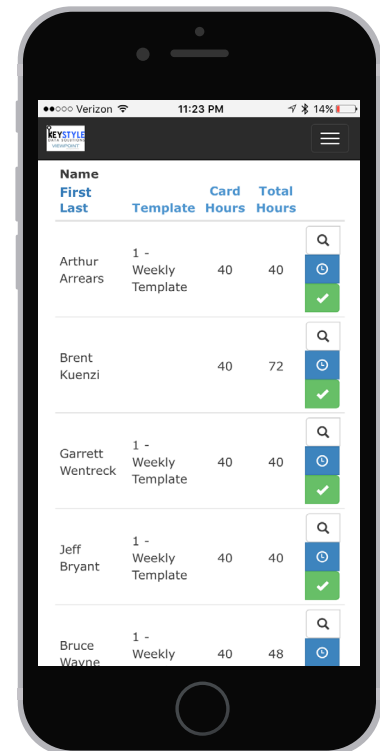 ●●○○○ Verizon 11:23 PM 14%
KEYSTYLE
DATA SOLUTIONS
VIEWPOINT
Name
First Last Template Card Hours Total Hours
Arthur Arrears 1 - Weekly Template 40 40
Brent Kuenzi 40 72
Garrett Wentreck 1 - Weekly Template 40 40
Jeff Bryant 1 - Weekly Template 40 40
Bruce Wayne 1 - Weekly 40 48